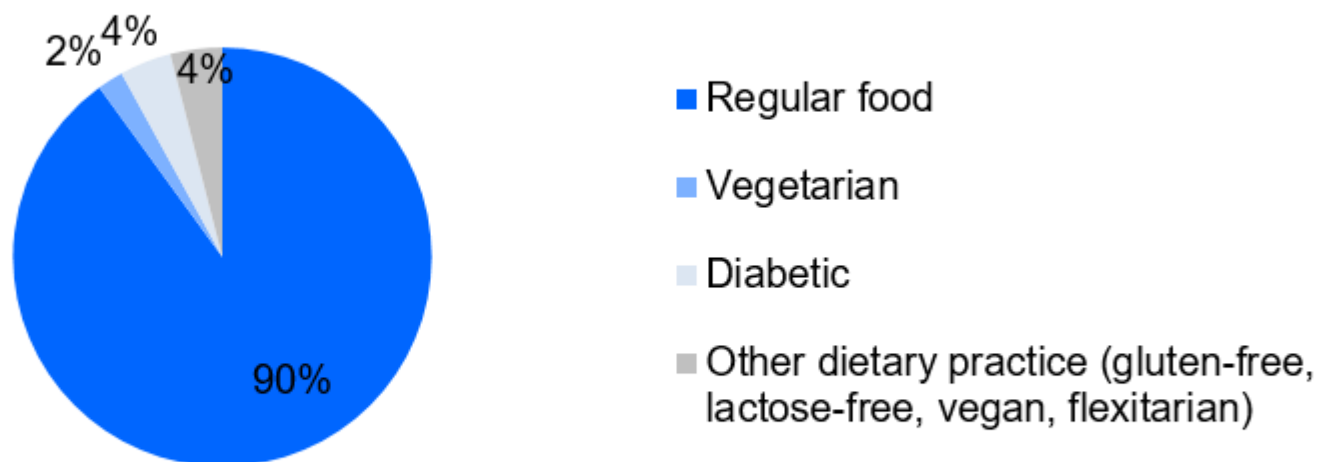 4%
2%
4%
90%
Regular food
Vegetarian
Diabetic
Other dietary practice (gluten-free,
lactose-free, vegan, flexitarian)